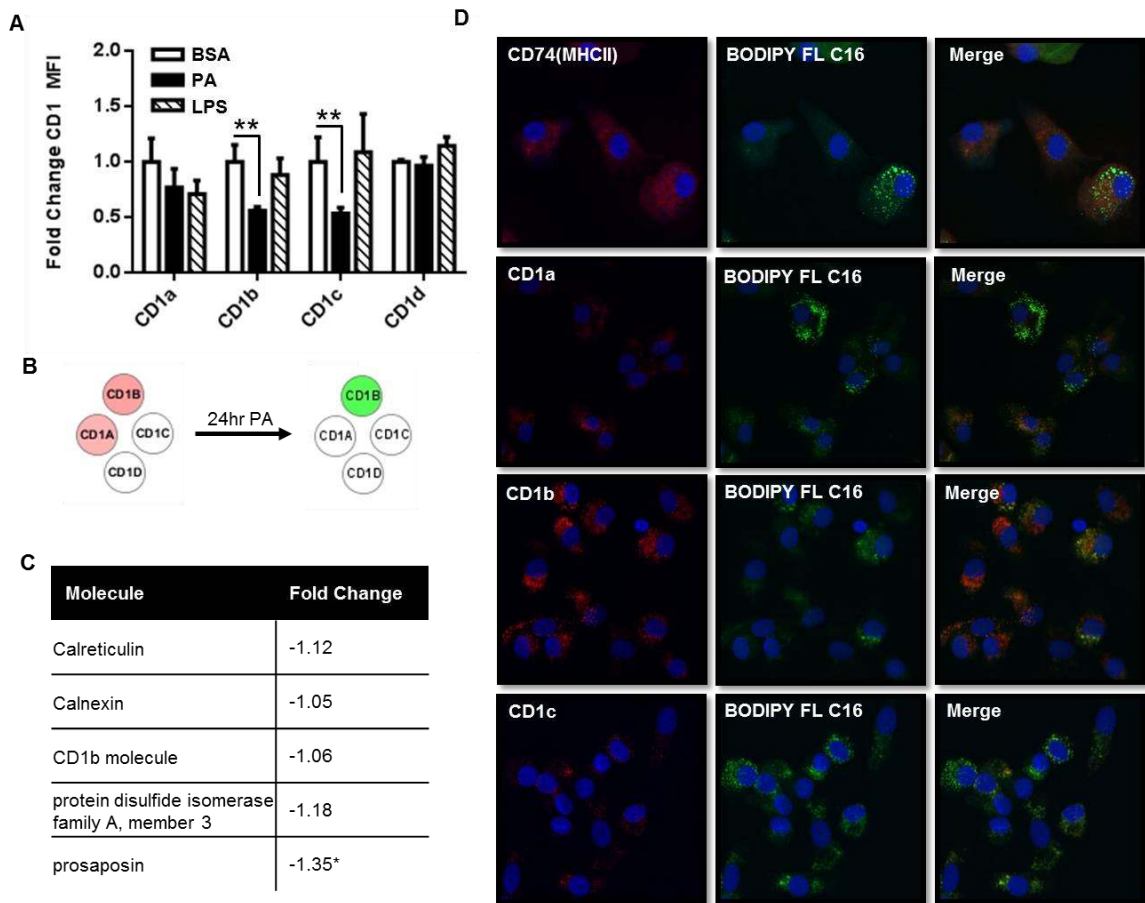 A
2.0
1.5
1.0
0.5
0.0
Fold Change CD1 MFI
BSA
PA
LPS
**
**
CD1a
CD1b
CD1c
CD1d
B
CD1B
CD1A
CD1C
CD1D
24hr PA
CD1B
CD1A
CD1C
CD1D
C
Molecule Fold Change
Calreticulin -1.12
Calnexin -1.05
CD1b molecule -1.06
protein disulfide isomerase
family A, member 3 -1.18
prosaposin -1.35*
D
CD74(MHCII) BODIPY FL C16 Merge
CD1a BODIPY FL C16 Merge
CD1b BODIPY FL C16 Merge
CD1c BODIPY FL C16 Merge